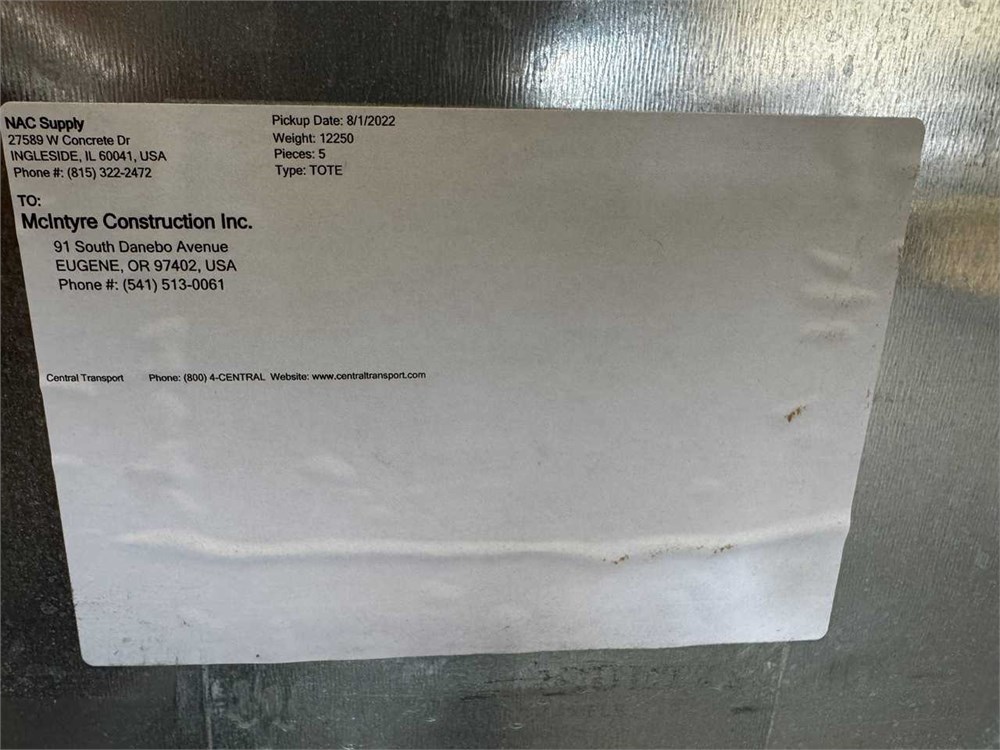 NAC Supply
27589 W Concrete Dr
INGLESIDE, IL 60041, USA
Phone #: (815) 322-2472
Pickup Date: 8/1/2022
Weight: 12250
Pieces: 5
Type: TOTE
TO:
McIntyre Construction Inc.
91 South Danebo Avenue
EUGENE, OR 97402, USA
Phone #: (541) 513-0061
Central Transport Phone: (800) 4-CENTRAL Website: www.centraltransport.com